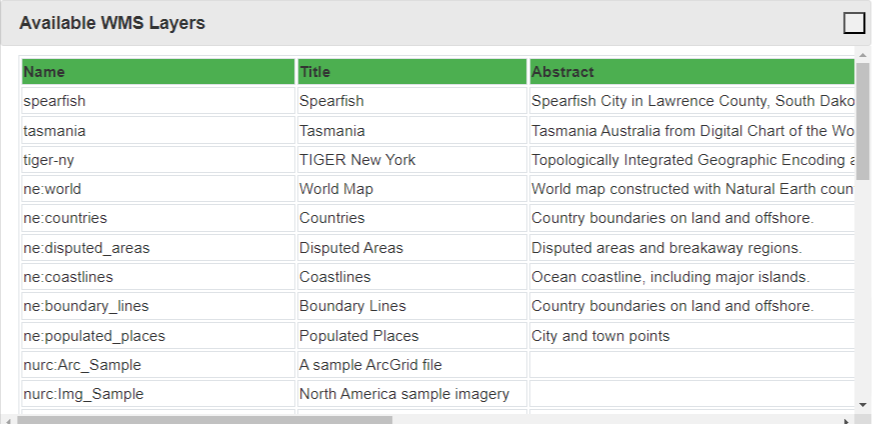 Available WMS Layers
Name Title Abstract
spearfish Spearfish Spearfish City in Lawrence County, South Dako
tasmania Tasmania Tasmania Australia from Digital Chart of the Wo
tiger-ny TIGER New York Topologically Integrated Geographic Encoding a
ne:world World Map World map constructed with Natural Earth coun
ne:countries Countries Country boundaries on land and offshore.
ne:disputed_areas Disputed Areas Disputed areas and breakaway regions.
ne:coastlines Coastlines Ocean coastline, including major islands.
ne:boundary_lines Boundary Lines Country boundaries on land and offshore.
ne:populated_places Populated Places City and town points
nurc:Arc_Sample A sample ArcGrid file
nurc:Img_Sample North America sample imagery